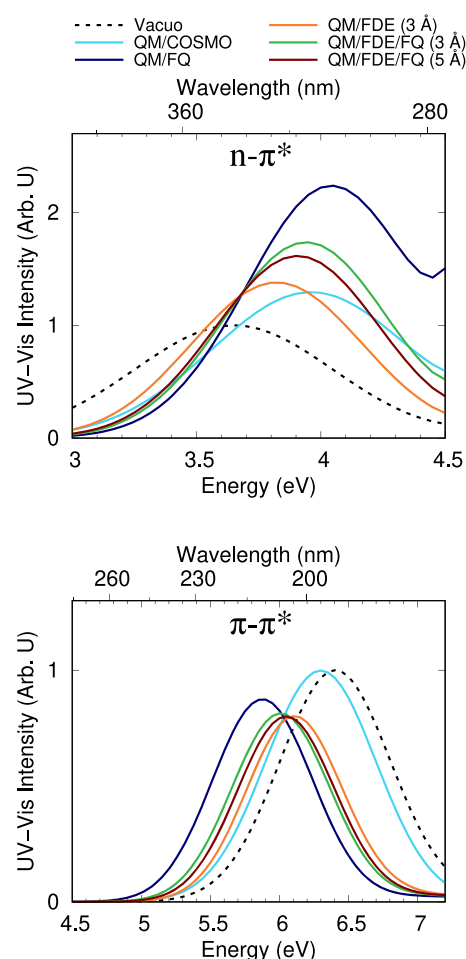 Vacuo QM/FDE (3 Å)
QM/COSMO QM/FDE/FQ (3 Å)
QM/FQ QM/FDE/FQ (5 Å)
Wavelength (nm)
360 320 280
n-π*
UV−Vis Intensity (Arb. U)
2
1
0
3 3.5 4 4.5
Energy (eV)
Wavelength (nm)
260 230 200
π-π*
UV−Vis Intensity (Arb. U)
1
0
4.5 5 5.5 6 6.5 7
Energy (eV)